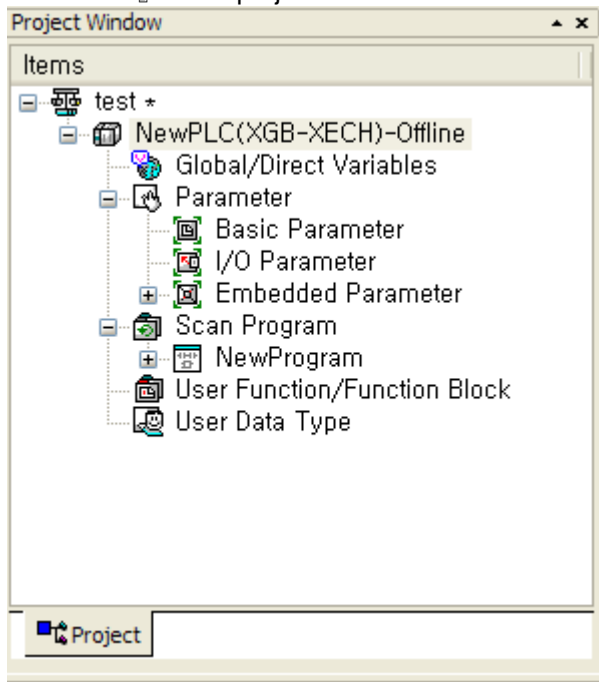 Project Window
Items
test *
NewPLC(XGB-XECH)-Offline
Global/Direct Variables
Parameter
Basic Parameter
I/O Parameter
Embedded Parameter
Scan Program
NewProgram
User Function/Function Block
User Data Type
Project